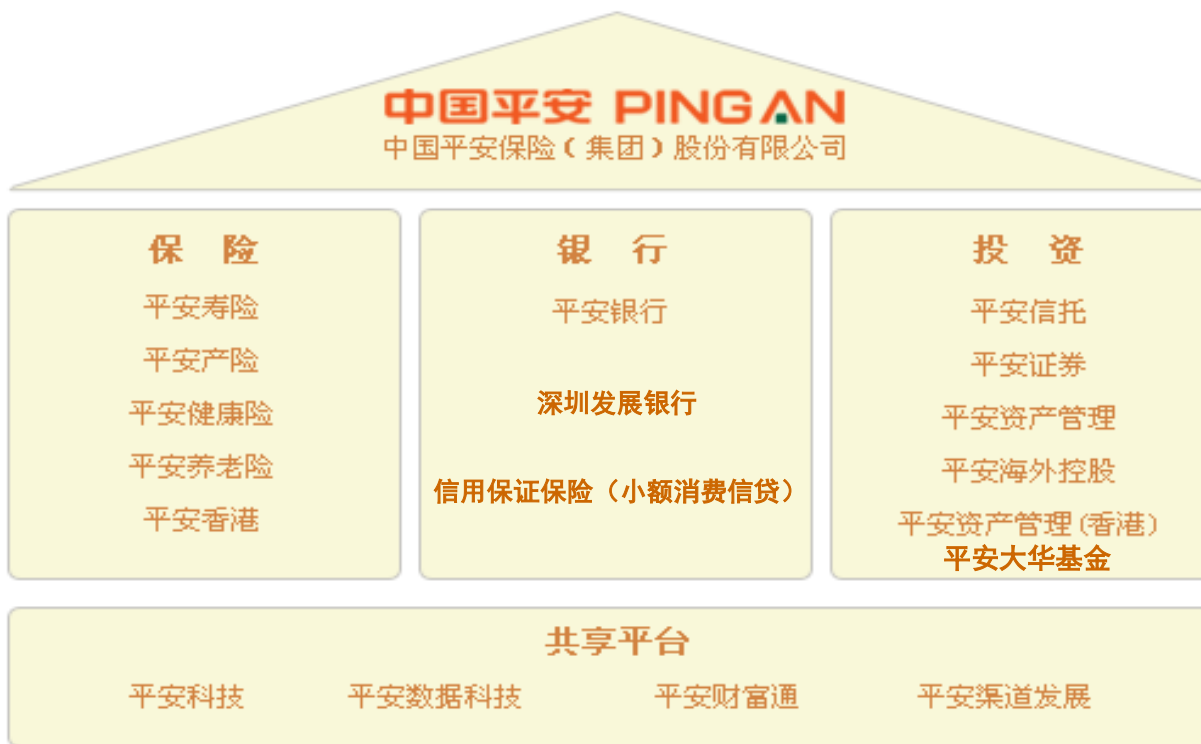 中国平安 PING AN
中国平安保险(集团)股份有限公司
保 险
平安寿险
平安产险
平安健康险
平安养老险
平安香港
银 行
平安银行
深圳发展银行
信用保证保险（小额消费信贷）
投 资
平安信托
平安证券
平安资产管理
平安海外控股
平安资产管理(香港)
平安大华基金
共享平台
平安科技 平安数据科技 平安财富通 平安渠道发展